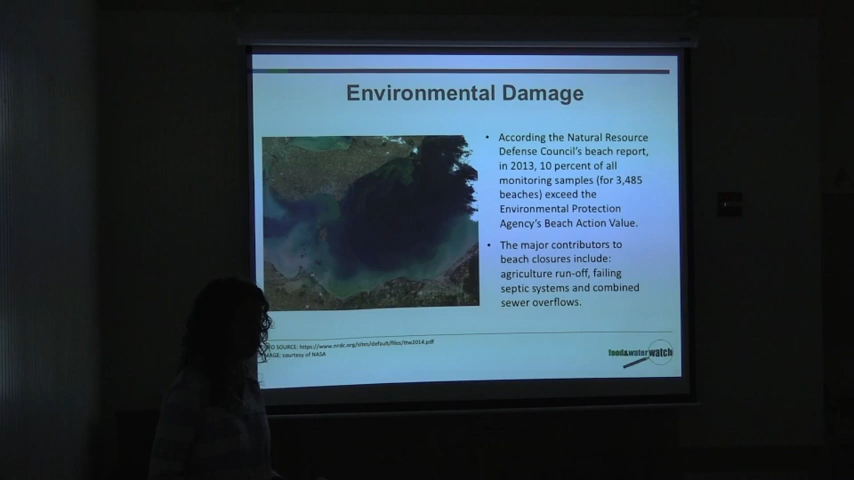 Environmental Damage
• According the Natural Resource
Defense Council's beach report,
in 2013, 10 percent of all
monitoring samples (for 3,485
beaches) exceed the
Environmental Protection
Agency's Beach Action Value.
• The major contributors to
beach closures include:
agriculture run-off, failing
septic systems and combined
sewer overflows.
FO SOURCE: https://www.nrdc.org/sites/default/files/ttw2014.pdf
MAGE: courtesy of NASA
food&waterwatch